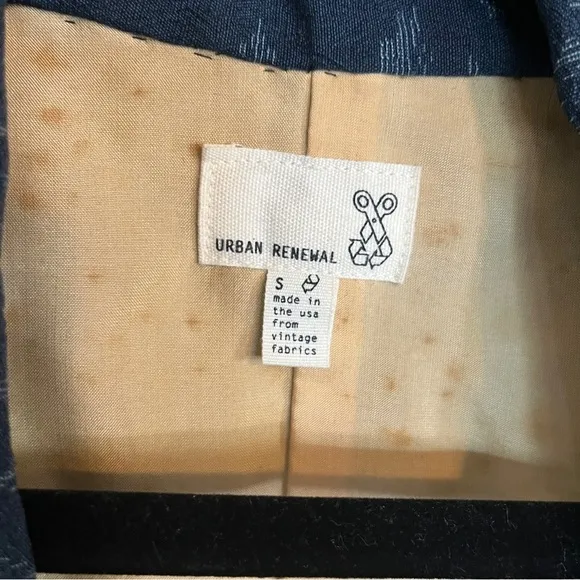 URBAN RENEWAL
S
made in
the usa
from
vintage
fabrics